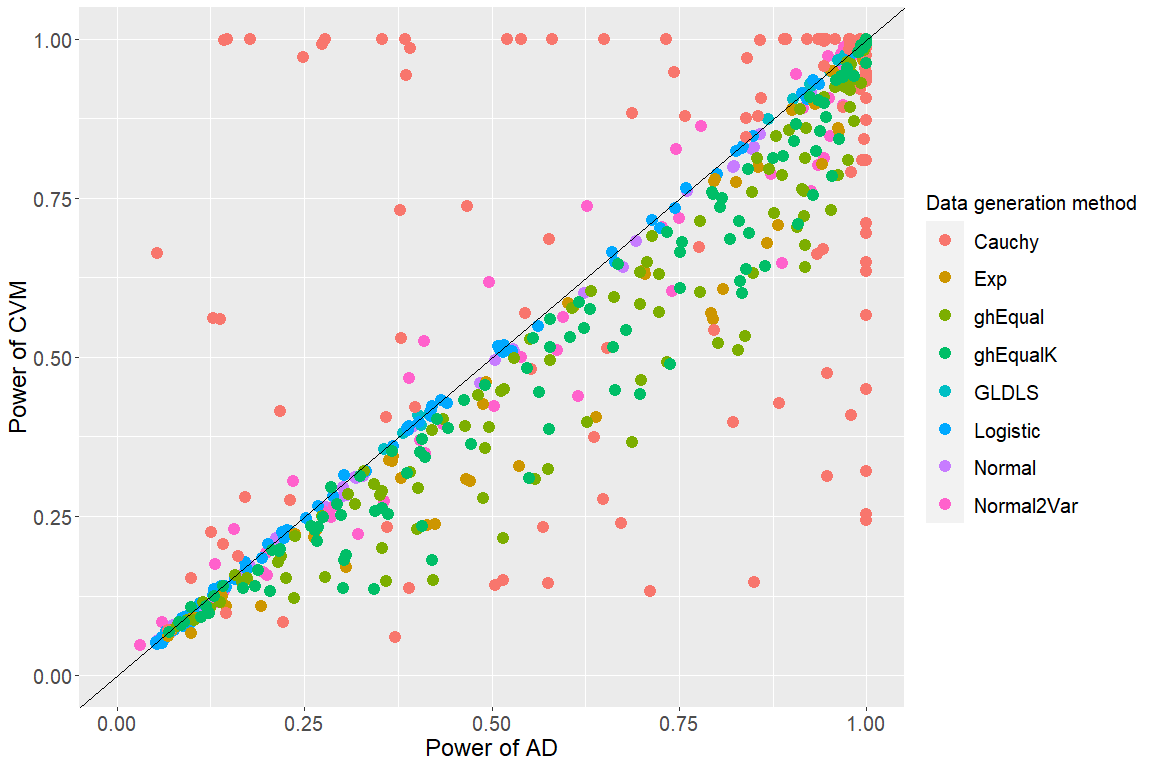 1.00
0.75
0.50
0.25
0.00
Power of CVM
0.00 0.25 0.50 0.75 1.00
Power of AD
Data generation method
Cauchy
Exp
ghEqual
ghEqualK
GLDLS
Logistic
Normal
Normal2Var